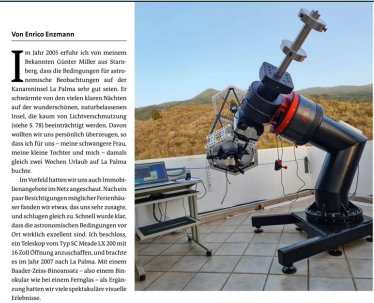 Von Enrico Enzmann
Im Jahr 2005 erfuhr ich von meinem
Bekannten Günter Miller aus Starn-
berg, dass die Bedingungen für astro-
nomische Beobachtungen auf der
Kanareninsel La Palma sehr gut seien. Er
schwärmte von den vielen klaren Nächten
auf der wunderschönen, naturbelassenen
Insel, die kaum von Lichtverschmutzung
(siehe S. 78) beeinträchtigt werden. Davon
wollten wir uns persönlich überzeugen, so
dass ich für uns – meine schwangere Frau,
meine kleine Tochter und mich – damals
gleich zwei Wochen Urlaub auf La Palma
buchte.
Im Vorfeld hatten wir uns auch Immobi-
lienangebote im Netz angeschaut. Nach ein
paar Besichtigungen möglicher Ferienhäu-
ser fanden wir etwas, das uns sehr zusagte,
und schlugen gleich zu. Schnell wurde klar,
dass die astronomischen Bedingungen vor
Ort wirklich exzellent sind. Ich beschloss,
ein Teleskop vom Typ SC Meade LX 200 mit
16 Zoll Öffnung anzuschaffen, und brachte
es im Jahr 2007 nach La Palma. Mit einem
Baader-Zeiss-Binoansatz – also einem Bin-
okular wie bei einem Fernglas – als Ergän-
zung hatten wir viele spektakuläre visuelle
Erlebnisse.